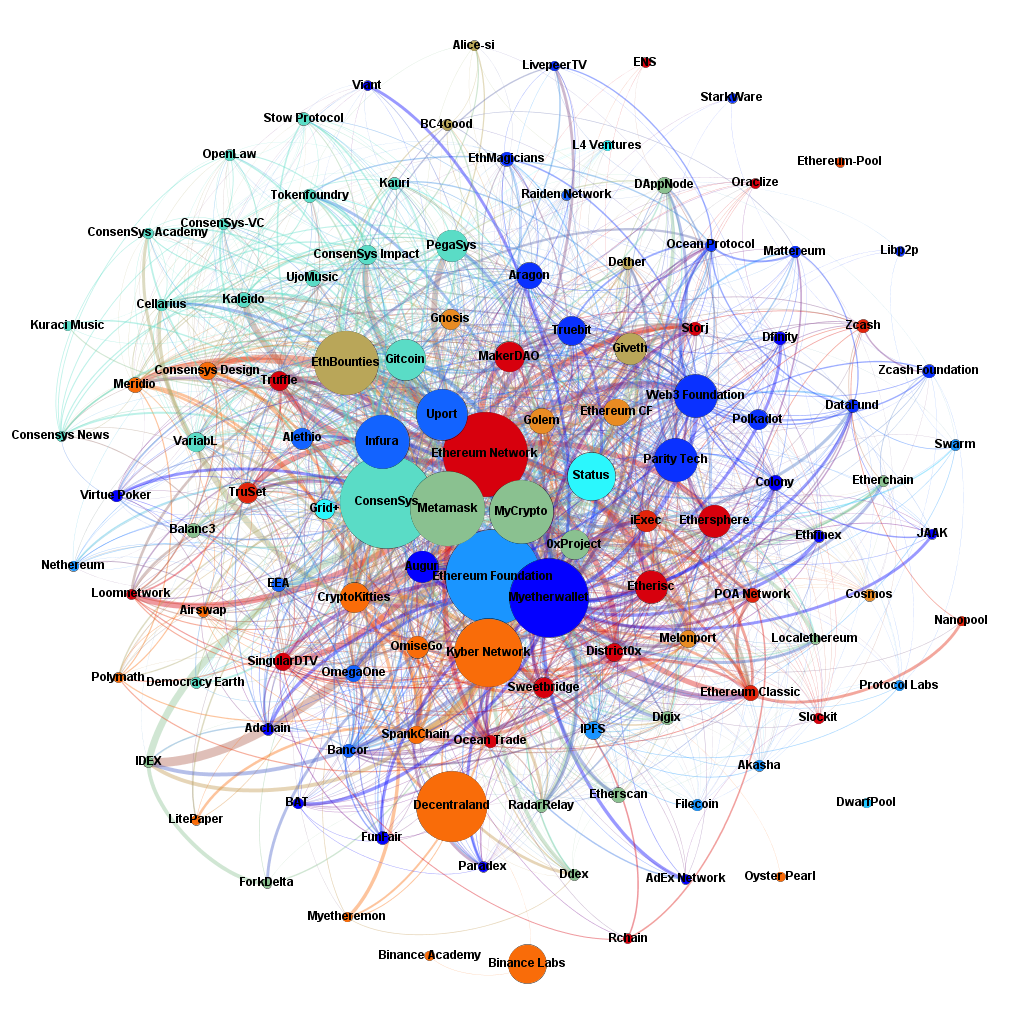 Alice-si
LivepeerTV
ENS
Viant
StarkWare
Stow Protocol
BC4Good
L4 Ventures
OpenLaw
EthMagicians
Ethereum-Pool
Kauri
DAppNode
Oraclize
Tokenfoundry
Raiden Network
ConsenSys-VC
ConsenSys Academy
PegaSys
Ocean Protocol
Mattereum
Libp2p
ConsenSys Impact
Dether
UjoMusic
Aragon
Cellarius
Kaleido
Kuraci Music
Gnosis
Truebit
Storj
Zcash
Dfinity
Giveth
EthBounties
Gitcoin
MakerDAO
Consensys Design
Truffle
Meridio
Zcash Foundation
Web3 Foundation
DataFund
Uport
Golem
Ethereum CF
Polkadot
Consensys News
VariabL
Alethio
Infura
Ethereum Network
Swarm
Parity Tech
Status
Etherchain
Colony
Virtue Poker
TruSet
ConsenSys
Grid+
Metamask
MyCrypto
iExec
Ethersphere
Balanc3
JAAK
Ethfinex
0xProject
Nethereum
Augur
Ethereum Foundation
EEA
Etherisc
Loomnetwork
CryptoKitties
Myetherwallet
POA Network
Cosmos
Airswap
Nanopool
Melonport
Localethereum
OmiseGo
Kyber Network
District0x
SingularDTV
OmegaOne
Polymath
Democracy Earth
Sweetbridge
Protocol Labs
Ethereum Classic
Digix
Slockit
Adchain
SpankChain
Ocean Trade
IPFS
Bancor
IDEX
Akasha
Etherscan
BAT
Decentraland
RadarRelay
Filecoin
DwarfPool
LitePaper
FunFair
Paradex
Ddex
AdEx Network
Oyster Pearl
ForkDelta
Myetheremon
Rchain
Binance Academy
Binance Labs